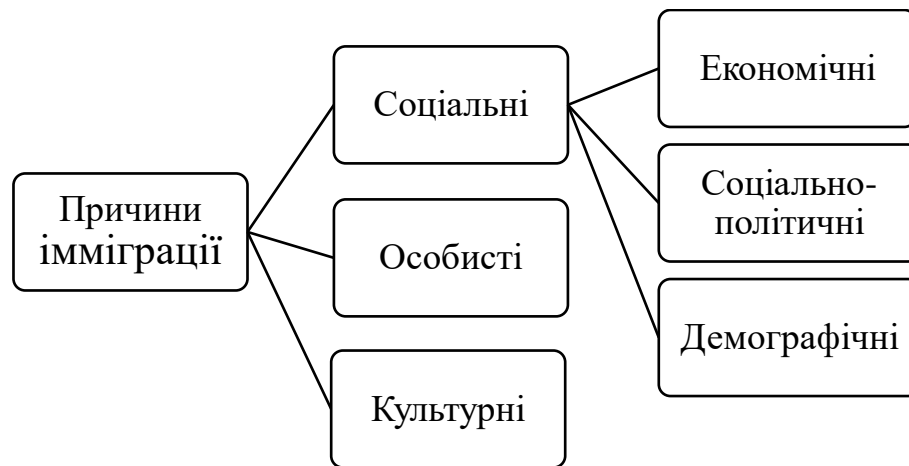 Причини
імміграції
Соціальні
Особисті
Культурні
Економічні
Соціально-
політичні
Демографічні